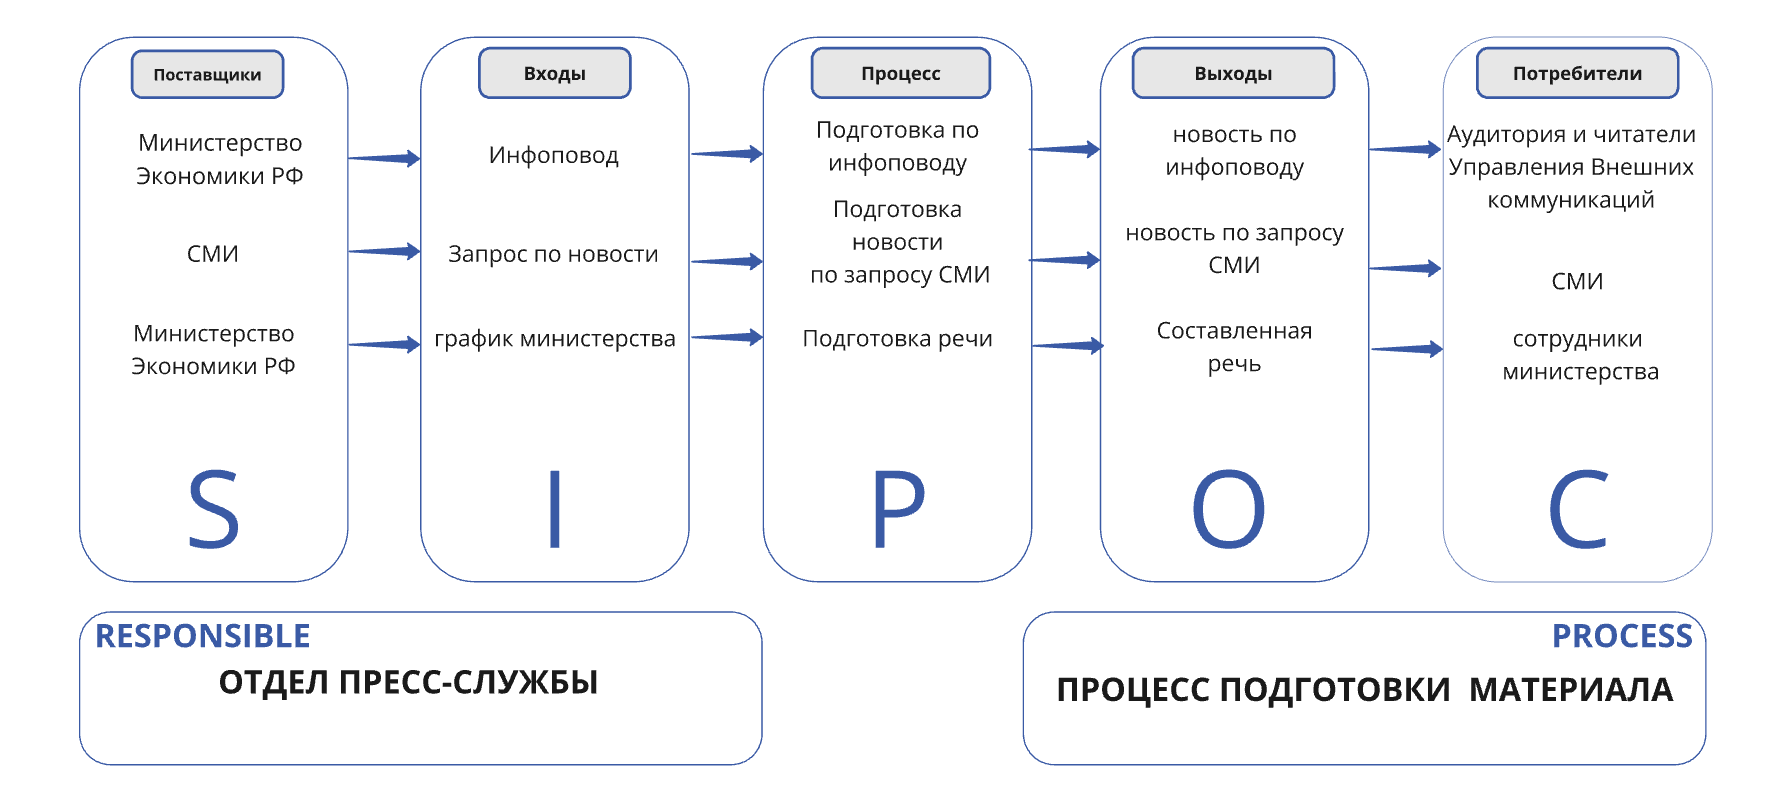 Поставщики
Министерство
Экономики РФ
СМИ
Министерство
Экономики РФ
S
Входы
Инфоповод
Запрос по новости
график министерства
I
Процесс
Подготовка по
инфоповоду
Подготовка
новости
по запросу СМИ
Подготовка речи
P
Выходы
новость по
инфоповоду
новость по запросу
СМИ
Составленная
речь
O
Потребители
Аудитория и читатели
Управления Внешних
коммуникаций
СМИ
сотрудники
министерства
C
RESPONSIBLE
ОТДЕЛ ПРЕСС-СЛУЖБЫ
PROCESS
ПРОЦЕСС ПОДГОТОВКИ МАТЕРИАЛА